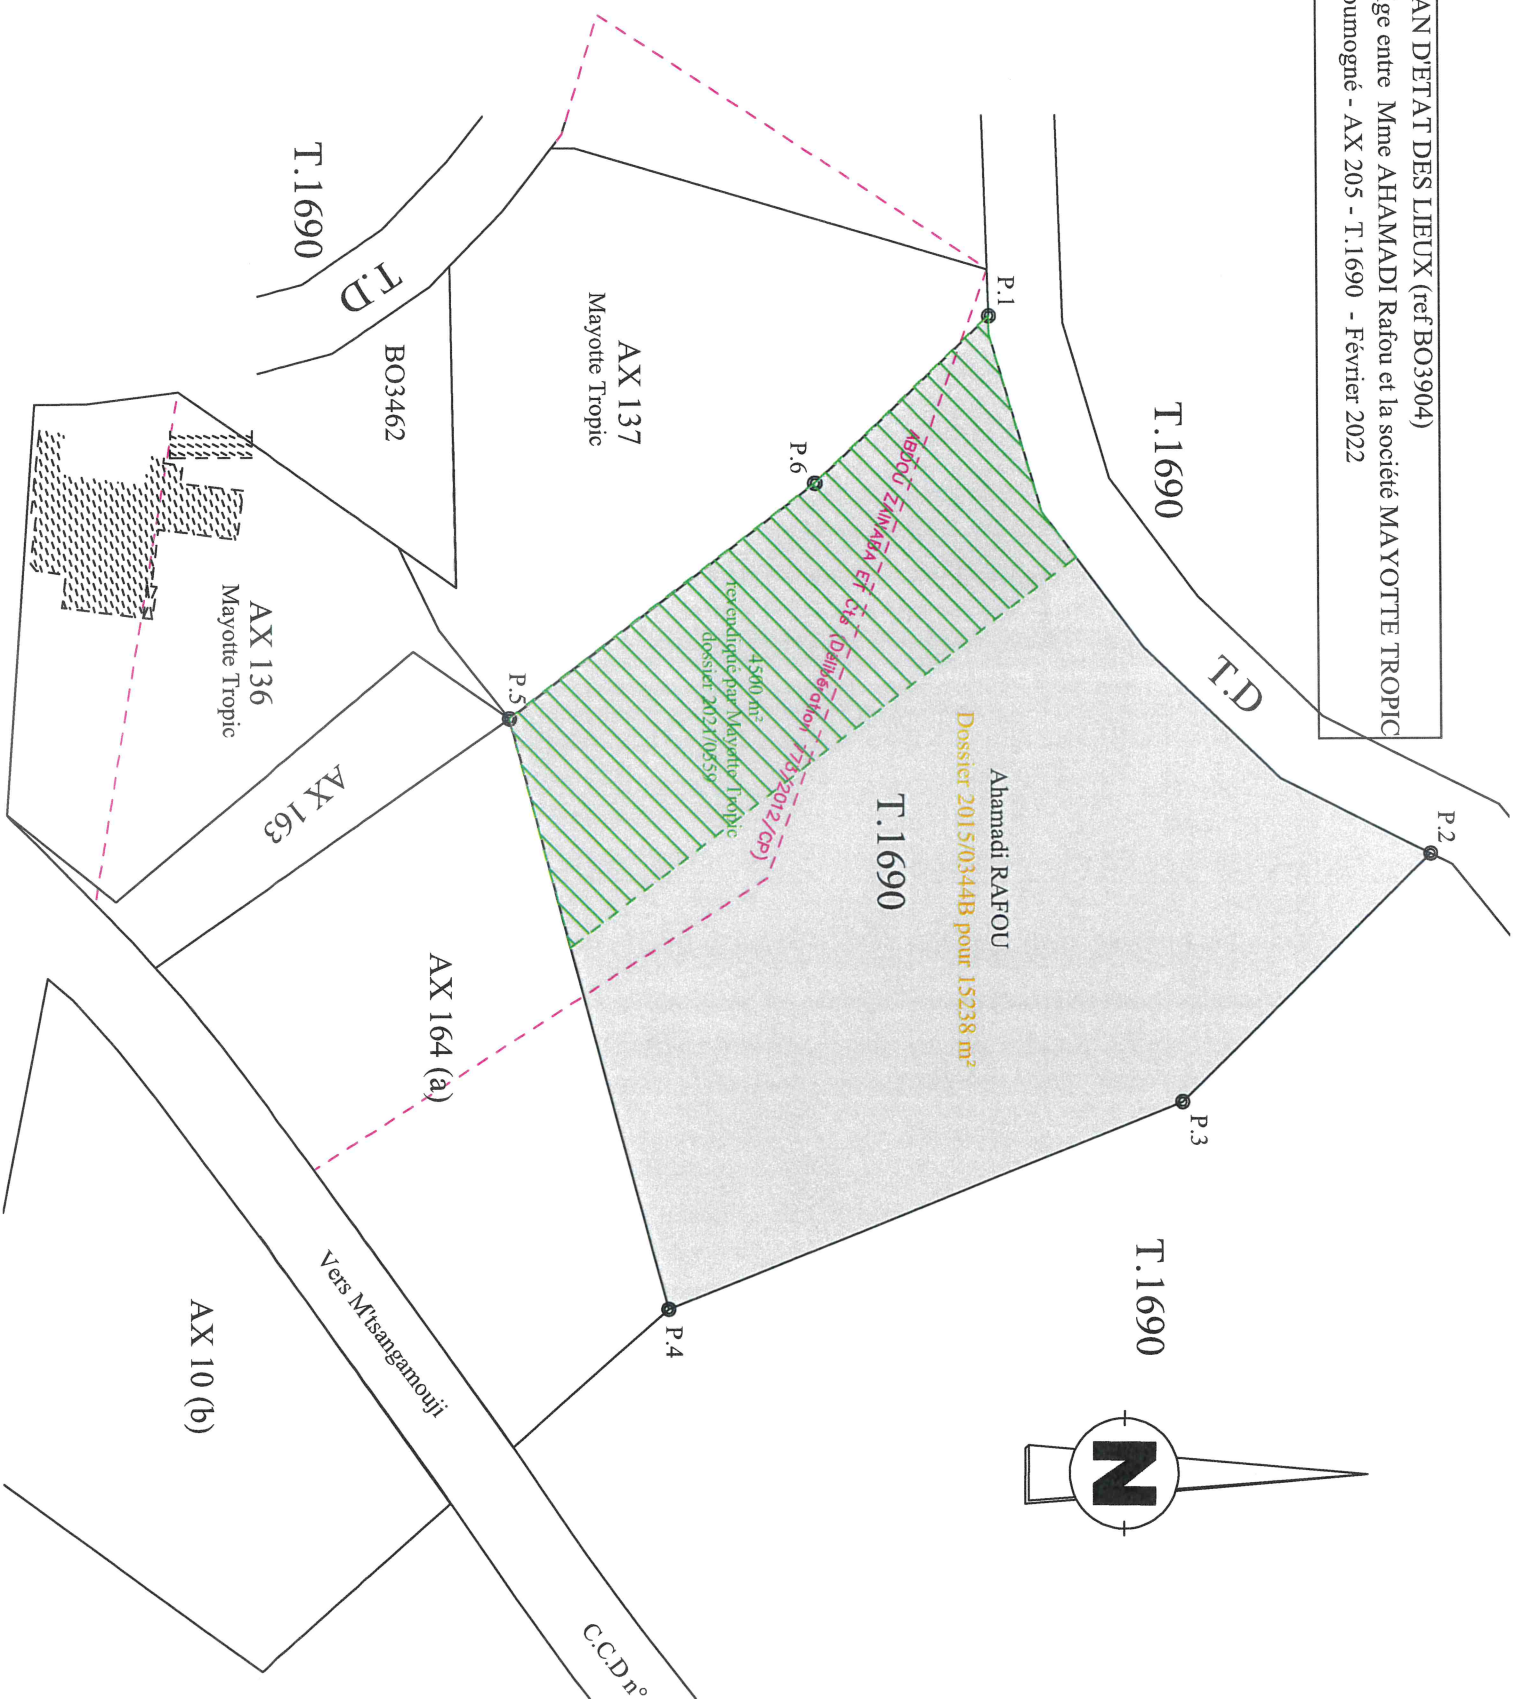 AN D'ETAT DES LIEUX (ref BO3904)
ge entre Mme AHAMADI Rafou et la société MAYOTTE TROPIC
oumogné - AX 205 - T.1690 - Février 2022
T.1690
T.D
P.2
P.1
P.3
T.1690
N
Ahamadi RAFOU
Dossier 2015/0344B pour 15238 m²
T.1690
ABDOU ZAINABA ET Cts (Délibération 1787/2012/CP)
4500 m²
revendiqué par Mayotte Tropic
dossier 2021/0559
P.6
AX 137
Mayotte Tropic
P.5
P.4
T.1690
T.D
BO3462
AX 136
Mayotte Tropic
AX 163
AX 164 (a)
Vers M'tsangamouji
C.C.D n°
AX 10 (b)